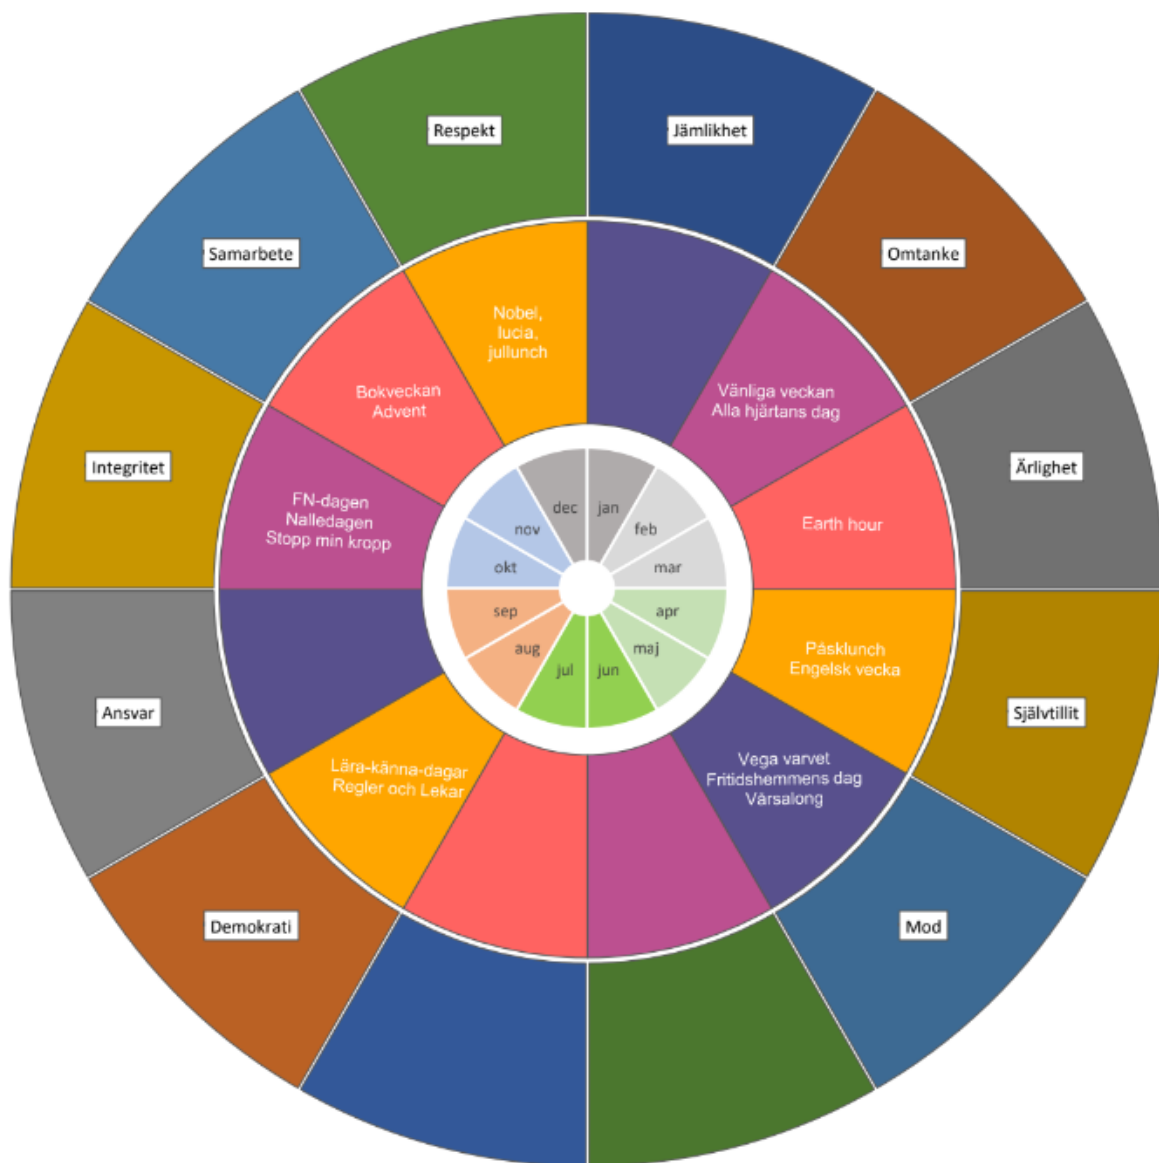 Jämlikhet
Omtanke
Ärlighet
Självtillit
Mod
Demokrati
Ansvar
Integritet
Samarbete
Respekt
Vänliga veckan
Alla hjärtans dag
Earth hour
Påsklunch
Engelsk vecka
Vega varvet
Fritidshemmens dag
Vårsalong
Lära-känna-dagar
Regler och Lekar
FN-dagen
Nalledagen
Stopp min kropp
Bokveckan
Advent
Nobel,
lucia,
jullunch
jan
feb
mar
apr
maj
jun
jul
aug
sep
okt
nov
dec